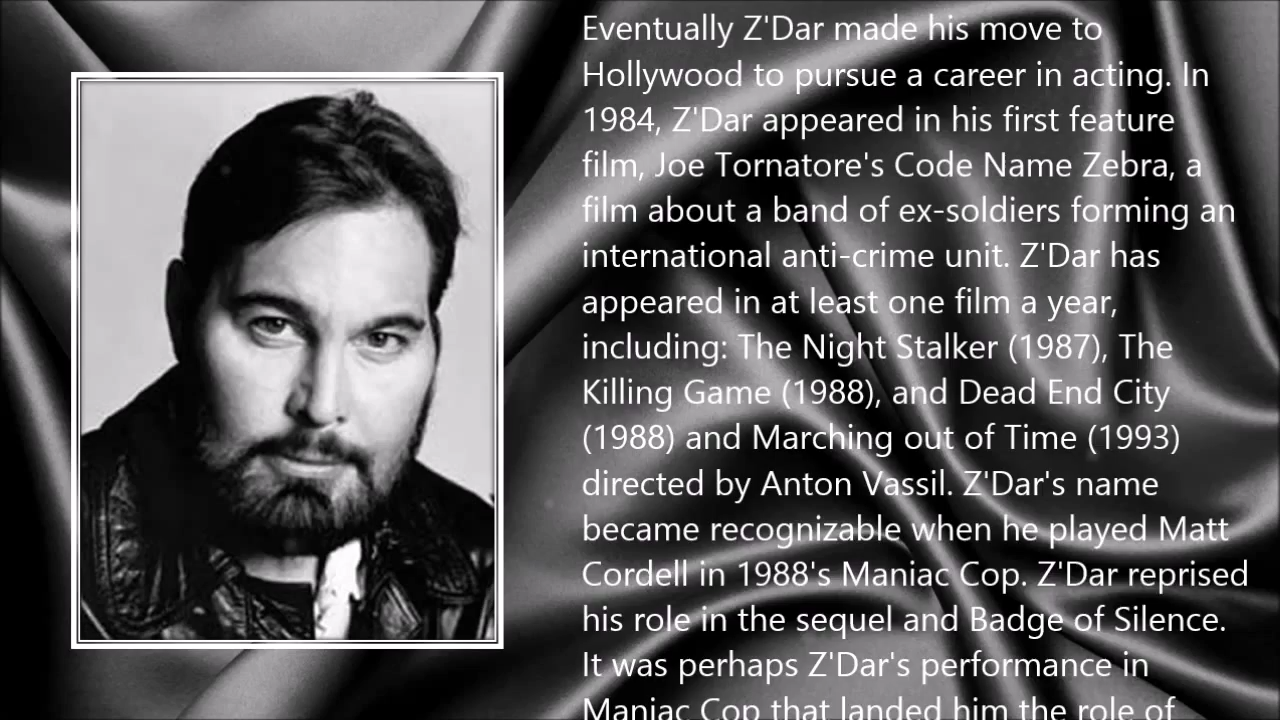 Eventually Z'Dar made his move to
Hollywood to pursue a career in acting. In
1984, Z'Dar appeared in his first feature
film, Joe Tornatore's Code Name Zebra, a
film about a band of ex-soldiers forming an
international anti-crime unit. Z'Dar has
appeared in at least one film a year,
including: The Night Stalker (1987), The
Killing Game (1988), and Dead End City
(1988) and Marching out of Time (1993)
directed by Anton Vassil. Z'Dar's name
became recognizable when he played Matt
Cordell in 1988's Maniac Cop. Z'Dar reprised
his role in the sequel and Badge of Silence.
It was perhaps Z'Dar's performance in
Maniac Cop that landed him the role of